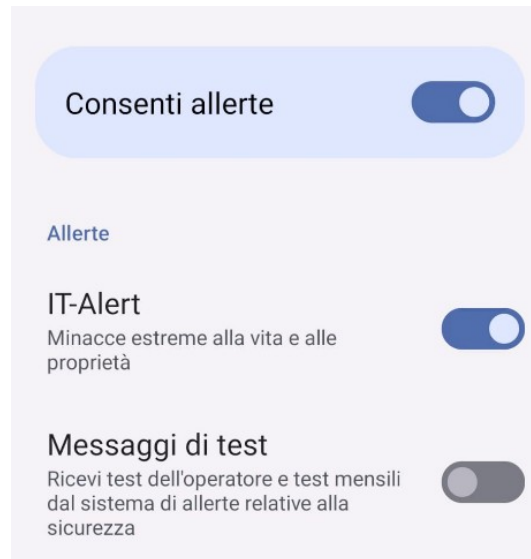 Consenti allerte
Allerte
IT-Alert
Minacce estreme alla vita e alle
proprietà
Messaggi di test
Ricevi test dell'operatore e test mensili
dal sistema di allerte relative alla
sicurezza